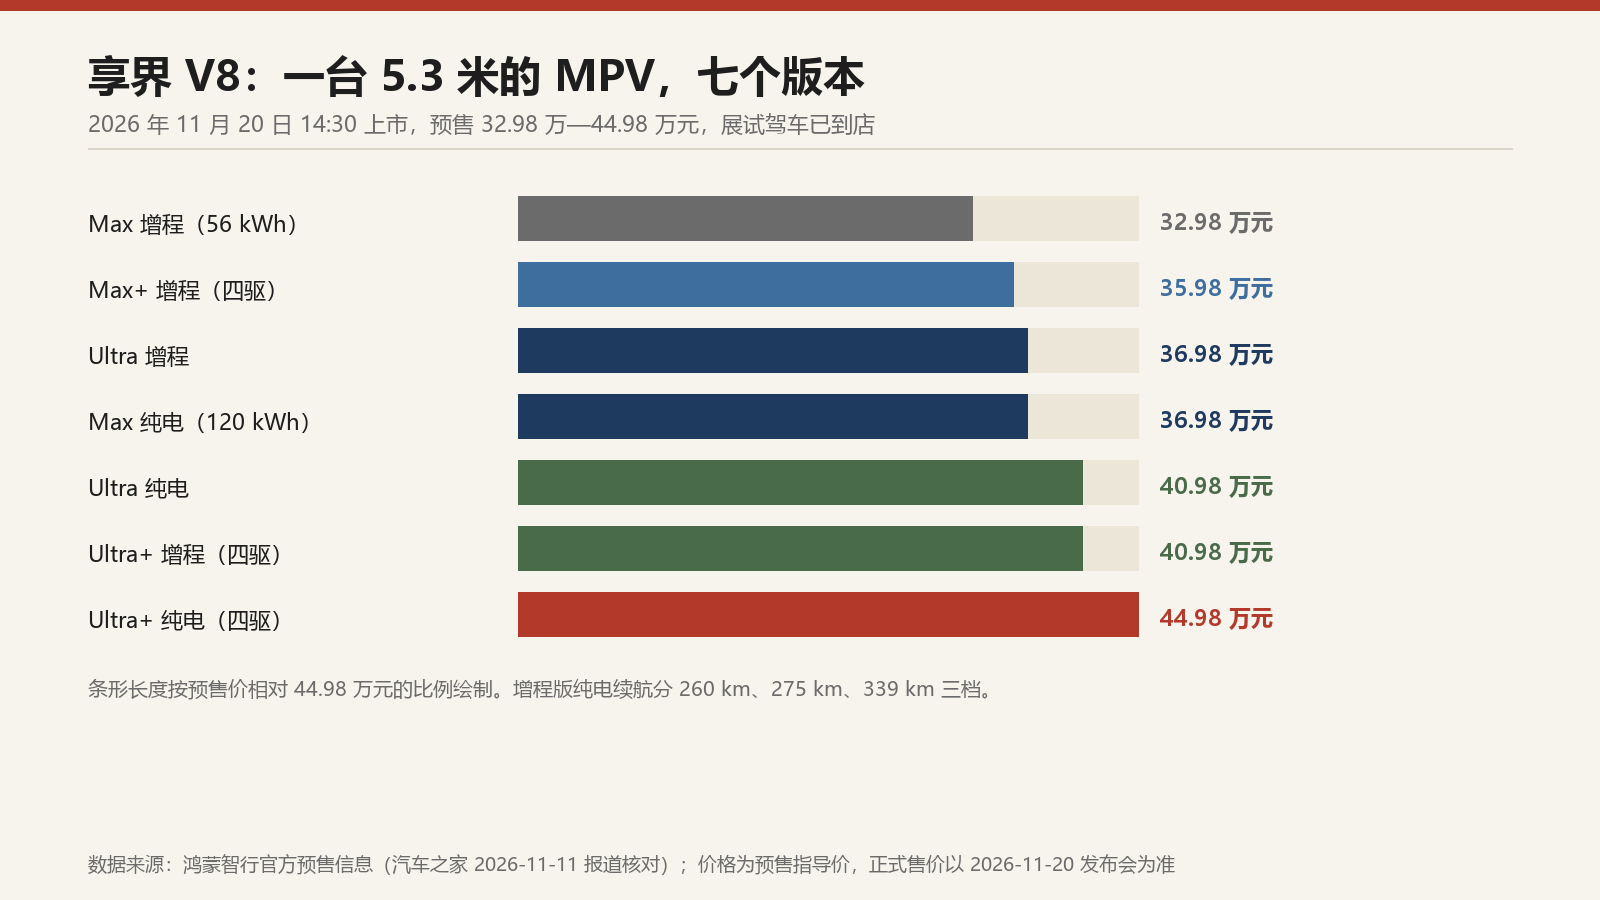 享界 V8：一台 5.3 米的 MPV，七个版本
2026 年 11 月 20 日 14:30 上市，预售 32.98 万—44.98 万元，展试驾车已到店
Max 增程（56 kWh） 32.98 万元
Max+ 增程（四驱） 35.98 万元
Ultra 增程 36.98 万元
Max 纯电（120 kWh） 36.98 万元
Ultra 纯电 40.98 万元
Ultra+ 增程（四驱） 40.98 万元
Ultra+ 纯电（四驱） 44.98 万元
条形长度按预售价相对 44.98 万元的比例绘制。增程版纯电续航分 260 km、275 km、339 km 三档。
数据来源：鸿蒙智行官方预售信息（汽车之家 2026-11-11 报道核对）；价格为预售指导价，正式售价以 2026-11-20 发布会为准